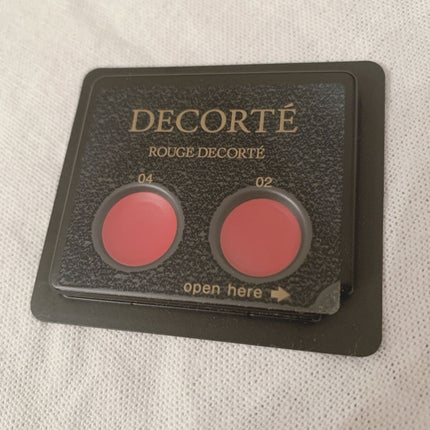 DECORTÉ
ROUGE DECORTÉ
04 02
open here